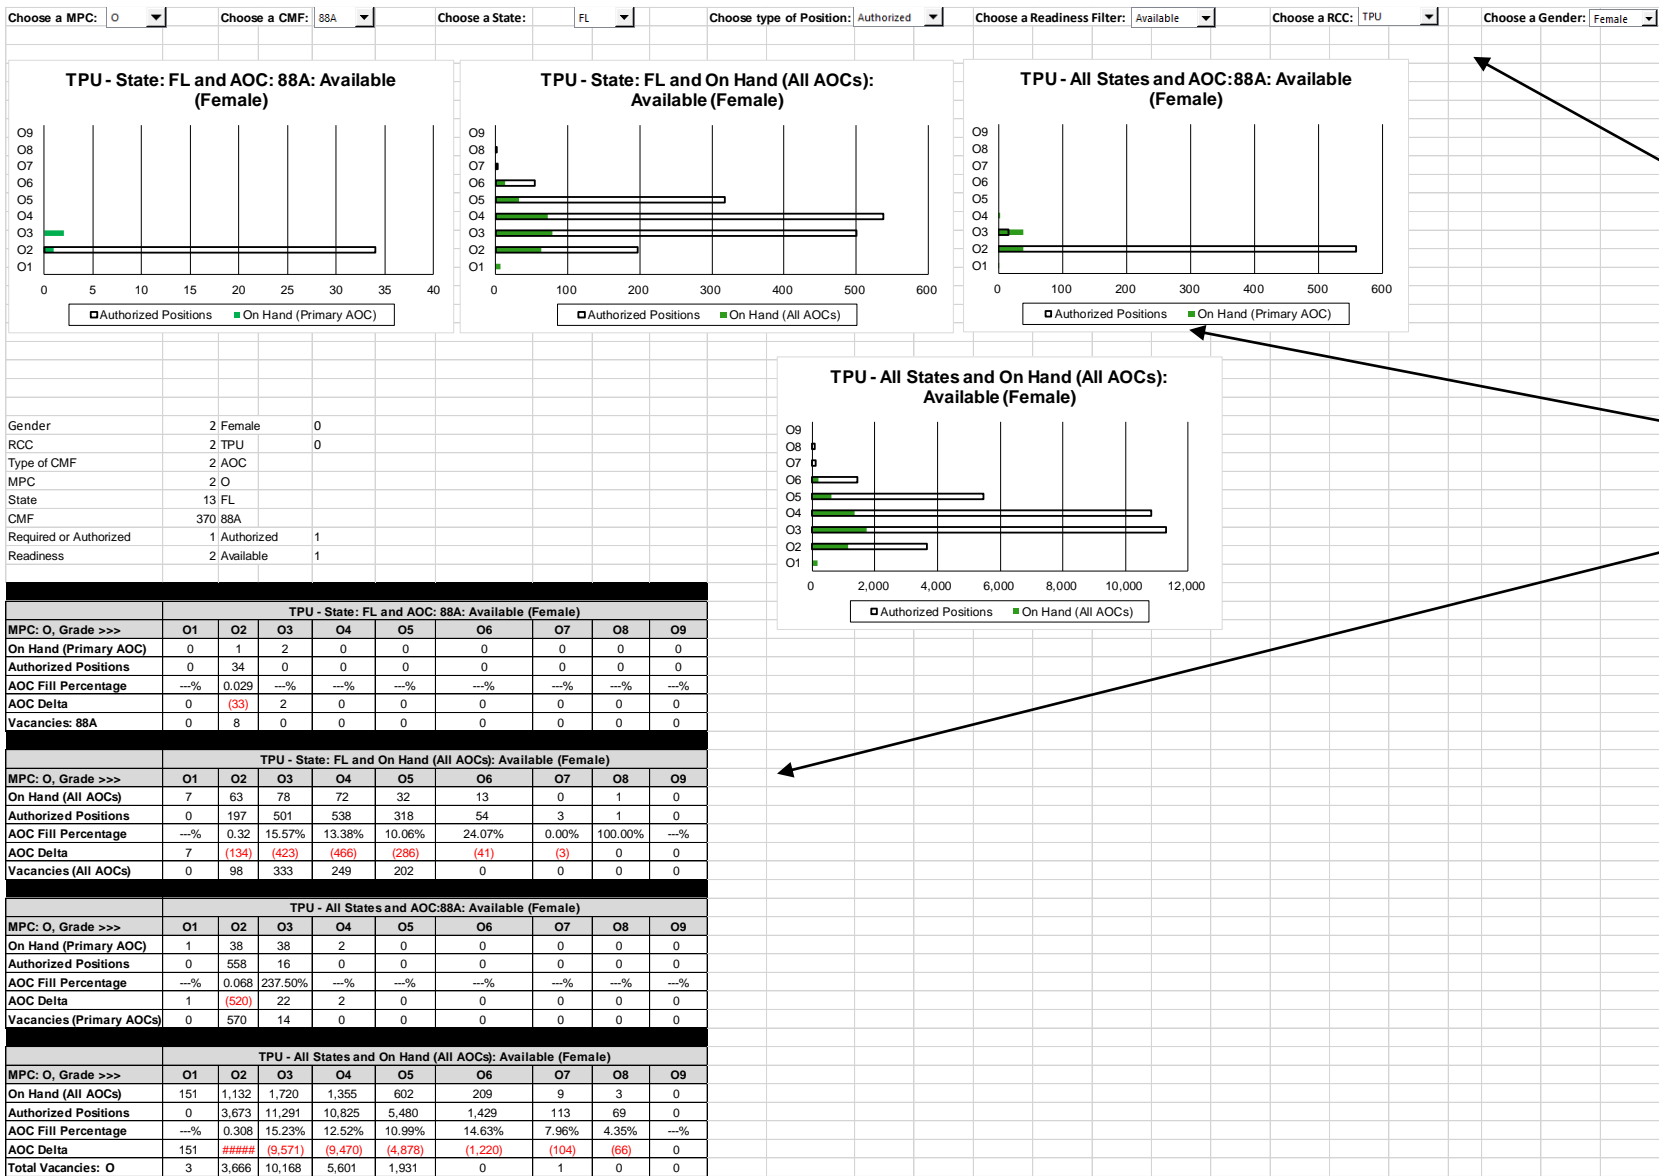 Choose a MPC: O Choose a CMF: 88A Choose a State: FL Choose type of Position: Authorized Choose a Readiness Filter: Available Choose a RCC: TPU Choose a Gender: Female
TPU - State: FL and AOC: 88A: Available
(Female)
O9
O8
O7
O6
O5
O4
O3
O2
O1
0 5 10 15 20 25 30 35 40
Authorized Positions On Hand (Primary AOC)
TPU - State: FL and On Hand (All AOCs):
Available (Female)
O9
O8
O7
O6
O5
O4
O3
O2
O1
0 100 200 300 400 500 600
Authorized Positions On Hand (All AOCs)
TPU - All States and AOC:88A: Available
(Female)
O9
O8
O7
O6
O5
O4
O3
O2
O1
0 100 200 300 400 500 600
Authorized Positions On Hand (Primary AOC)
TPU - All States and On Hand (All AOCs):
Available (Female)
O9
O8
O7
O6
O5
O4
O3
O2
O1
0 2,000 4,000 6,000 8,000 10,000 12,000
Authorized Positions On Hand (All AOCs)
Gender 2 Female 0
RCC 2 TPU 0
Type of CMF 2 AOC
MPC 2 O
State 13 FL
CMF 370 88A
Required or Authorized 1 Authorized 1
Readiness 2 Available 1
TPU - State: FL and AOC: 88A: Available (Female)
MPC: O, Grade >>> O1 O2 O3 O4 O5 O6 O7 O8 O9
On Hand (Primary AOC) 0 1 2 0 0 0 0 0 0
Authorized Positions 0 34 0 0 0 0 0 0 0
AOC Fill Percentage ---% 0.029 ---% ---% ---% ---% ---% ---% ---%
AOC Delta 0 (33) 2 0 0 0 0 0 0
Vacancies: 88A 0 8 0 0 0 0 0 0 0
TPU - State: FL and On Hand (All AOCs): Available (Female)
MPC: O, Grade >>> O1 O2 O3 O4 O5 O6 O7 O8 O9
On Hand (All AOCs) 7 63 78 72 32 13 0 1 0
Authorized Positions 0 197 501 538 318 54 3 1 0
AOC Fill Percentage ---% 0.32 15.57% 13.38% 10.06% 24.07% 0.00% 100.00% ---%
AOC Delta 7 (134) (423) (466) (286) (41) (3) 0 0
Vacancies (All AOCs) 0 98 333 249 202 0 0 0 0
TPU - All States and AOC:88A: Available (Female)
MPC: O, Grade >>> O1 O2 O3 O4 O5 O6 O7 O8 O9
On Hand (Primary AOC) 1 38 38 2 0 0 0 0 0
Authorized Positions 0 558 16 0 0 0 0 0 0
AOC Fill Percentage ---% 0.068 237.50% ---% ---% ---% ---% ---% ---%
AOC Delta 1 (520) 22 2 0 0 0 0 0
Vacancies (Primary AOCs) 0 570 14 0 0 0 0 0 0
TPU - All States and On Hand (All AOCs): Available (Female)
MPC: O, Grade >>> O1 O2 O3 O4 O5 O6 O7 O8 O9
On Hand (All AOCs) 151 1,132 1,720 1,355 602 209 9 3 0
Authorized Positions 0 3,673 11,291 10,825 5,480 1,429 113 69 0
AOC Fill Percentage ---% 0.308 15.23% 12.52% 10.99% 14.63% 7.96% 4.35% ---%
AOC Delta 151 ##### (9,571) (9,470) (4,878) (1,220) (104) (66) 0
Total Vacancies: O 3 3,666 10,168 5,601 1,931 0 1 0 0